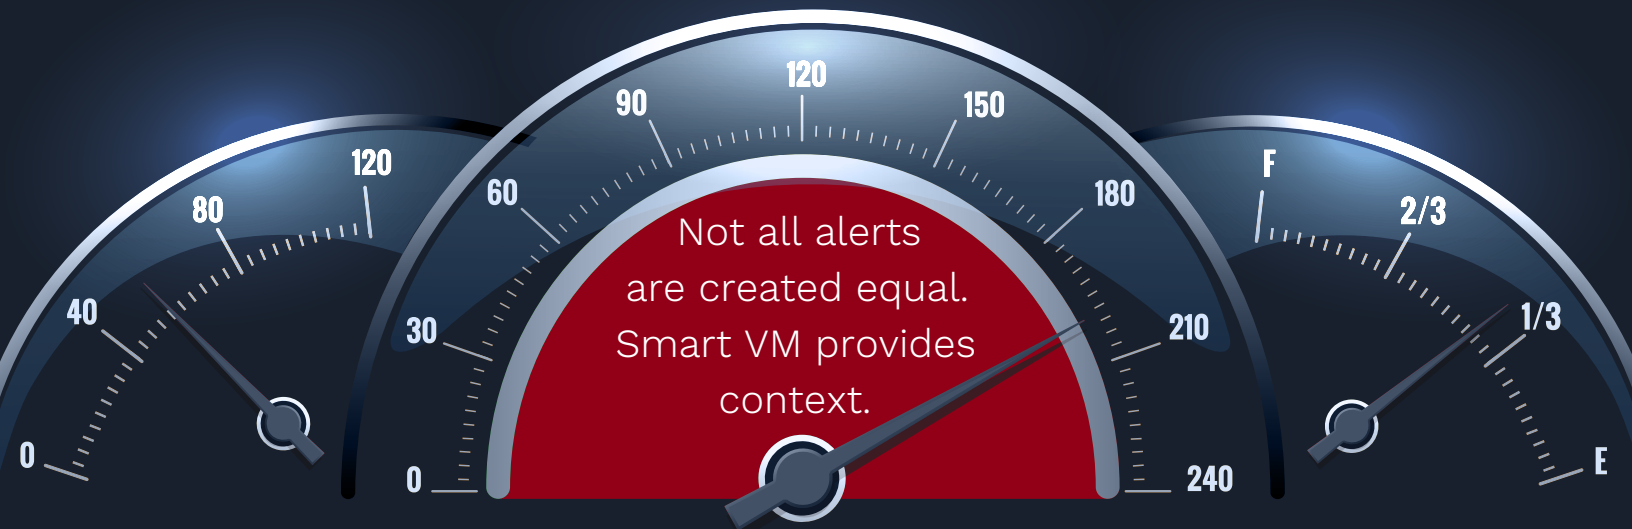 0
40
80
120
0
30
60
90
120
150
180
210
240
Not all alerts
are created equal.
Smart VM provides
context.
F
2/3
1/3
E